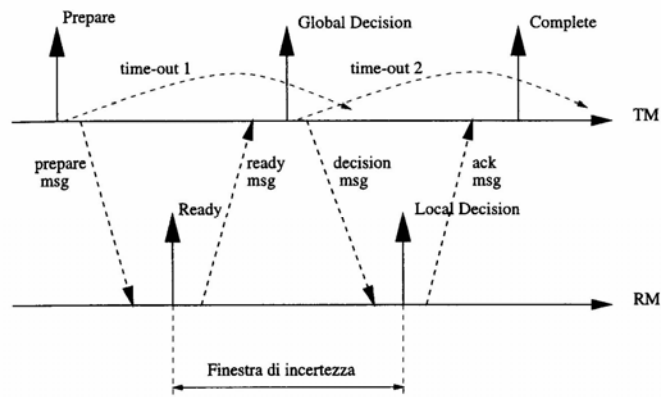 Prepare
Global Decision
Complete
time-out 1
time-out 2
TM
prepare
msg
ready
msg
decision
msg
ack
msg
Ready
Local Decision
RM
Finestra di incertezza